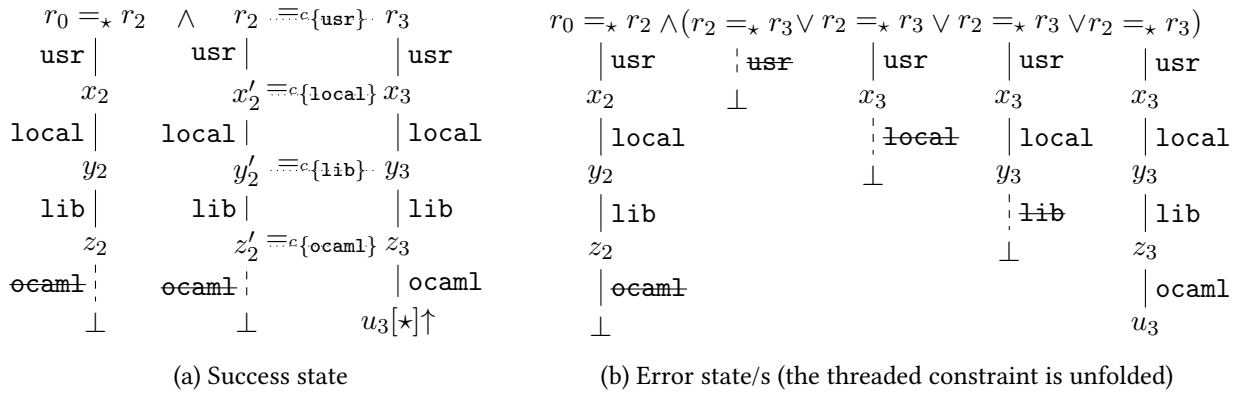 r₀ =⋆ r₂ ∧ r₂ =ᶜ{usr} r₃
usr usr usr
x₂ x′₂ =ᶜ{local} x₃
local local local
y₂ y′₂ =ᶜ{lib} y₃
lib lib lib
z₂ z′₂ =ᶜ{ocaml} z₃
ocaml ocaml ocaml
⊥ ⊥ u₃[⋆]↑
(a) Success state
r₀ =⋆ r₂ ∧(r₂ =⋆ r₃∨ r₂ =⋆ r₃ ∨ r₂ =⋆ r₃ ∨r₂ =⋆ r₃)
usr usr usr usr usr
x₂ ⊥ x₃ x₃ x₃
local local local local
y₂ ⊥ y₃ y₃
lib lib lib
z₂ ⊥ z₃
ocaml ocaml
⊥ u₃
(b) Error state/s (the threaded constraint is unfolded)